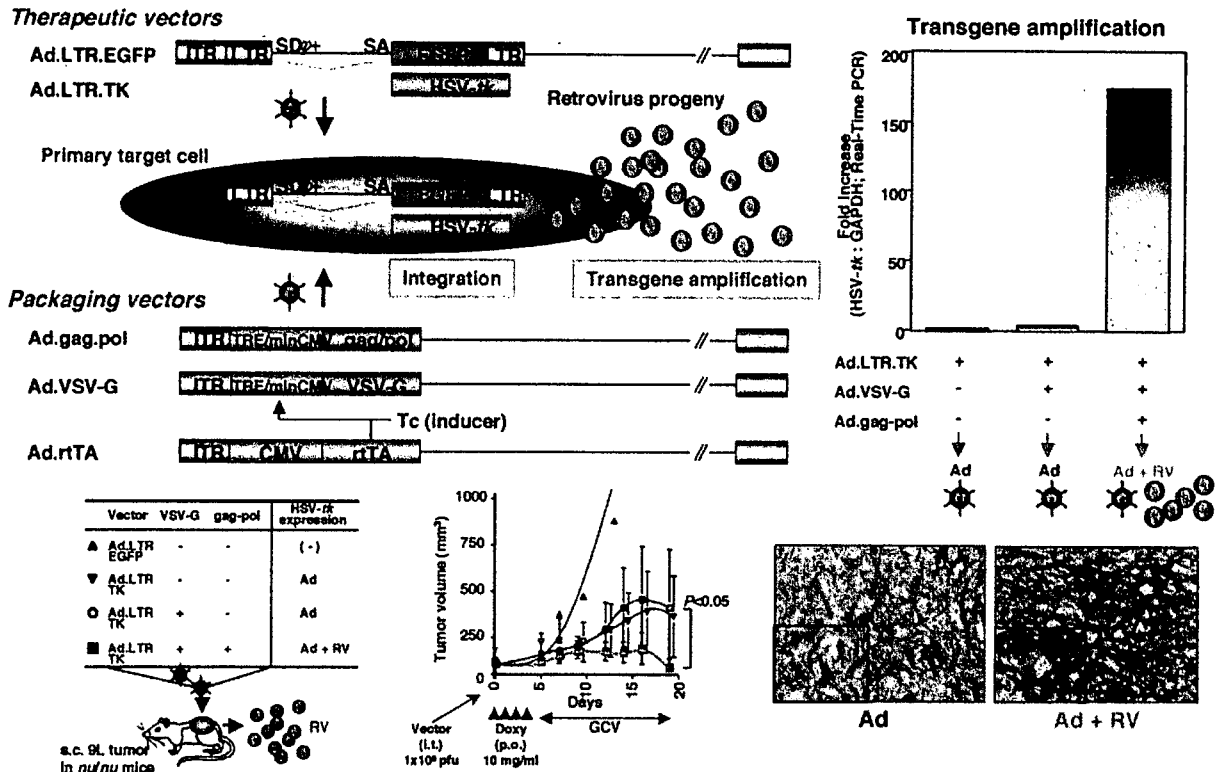 Therapeutic vectors
Ad.LTR.EGFP
ITR LTR SD ψ+ SA EGFP LTR
Ad.LTR.TK
HSV-tk
Retrovirus progeny
Primary target cell
LTR SD ψ+ SA LTR
HSV-tk
Integration
Transgene amplification
Packaging vectors
Ad.gag.pol
ITR TRE/minCMV gag/pol
Ad.VSV-G
ITR TRE/minCMV VSV-G
Tc (inducer)
Ad.rtTA
ITR CMV rtTA
Transgene amplification
Fold Increase
(HSV-tk : GAPDH; Real-Time PCR)
200
150
100
50
0
Ad.LTR.TK + + +
Ad.VSV-G - + +
Ad.gag-pol - - +
Ad Ad Ad + RV
Vector VSV-G gag-pol HSV-tk expression
▲ Ad.LTR EGFP - - (-)
▼ Ad.LTR TK - - Ad
Ad.LTR TK + - Ad
■ Ad.LTR TK + + Ad + RV
RV
s.c. 9L tumor
in nu/nu mice
Tumor volume (mm³)
1000
750
500
250
0
0 5 10 15 20
Days
P<0.05
Vector
(i.t.)
Doxy
(p.o.)
10 mg/ml
GCV
Ad
Ad + RV